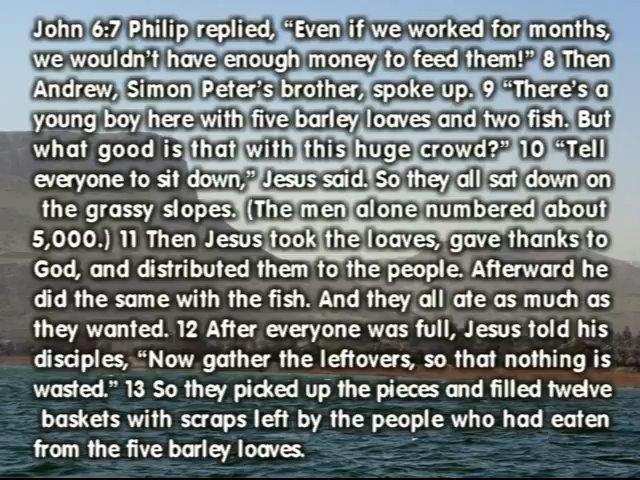 John 6:7 Philip replied, “Even if we worked for months,
we wouldn’t have enough money to feed them!” 8 Then
Andrew, Simon Peter’s brother, spoke up. 9 “There’s a
young boy here with five barley loaves and two fish. But
what good is that with this huge crowd?” 10 “Tell
everyone to sit down,” Jesus said. So they all sat down on
the grassy slopes. (The men alone numbered about
5,000.) 11 Then Jesus took the loaves, gave thanks to
God, and distributed them to the people. Afterward he
did the same with the fish. And they all ate as much as
they wanted. 12 After everyone was full, Jesus told his
disciples, “Now gather the leftovers, so that nothing is
wasted.” 13 So they picked up the pieces and filled twelve
baskets with scraps left by the people who had eaten
from the five barley loaves.